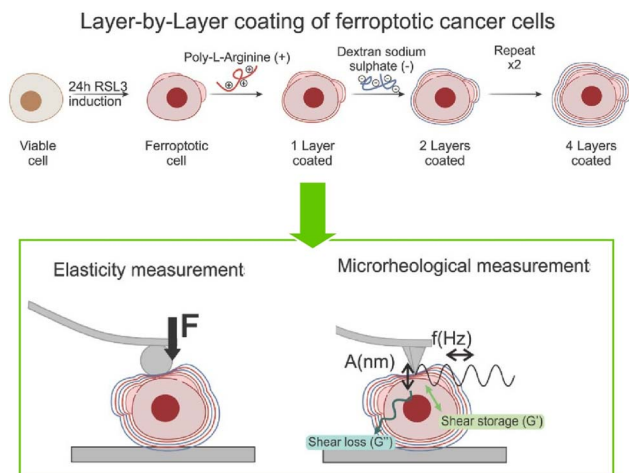 Layer-by-Layer coating of ferroptotic cancer cells
24h RSL3
induction
Poly-L-Arginine (+)
Dextran sodium
sulphate (-)
Repeat
x2
Viable
cell
Ferroptotic
cell
1 Layer
coated
2 Layers
coated
4 Layers
coated
Elasticity measurement
F
Microrheological measurement
f(Hz)
A(nm)
Shear storage (G')
Shear loss (G'')